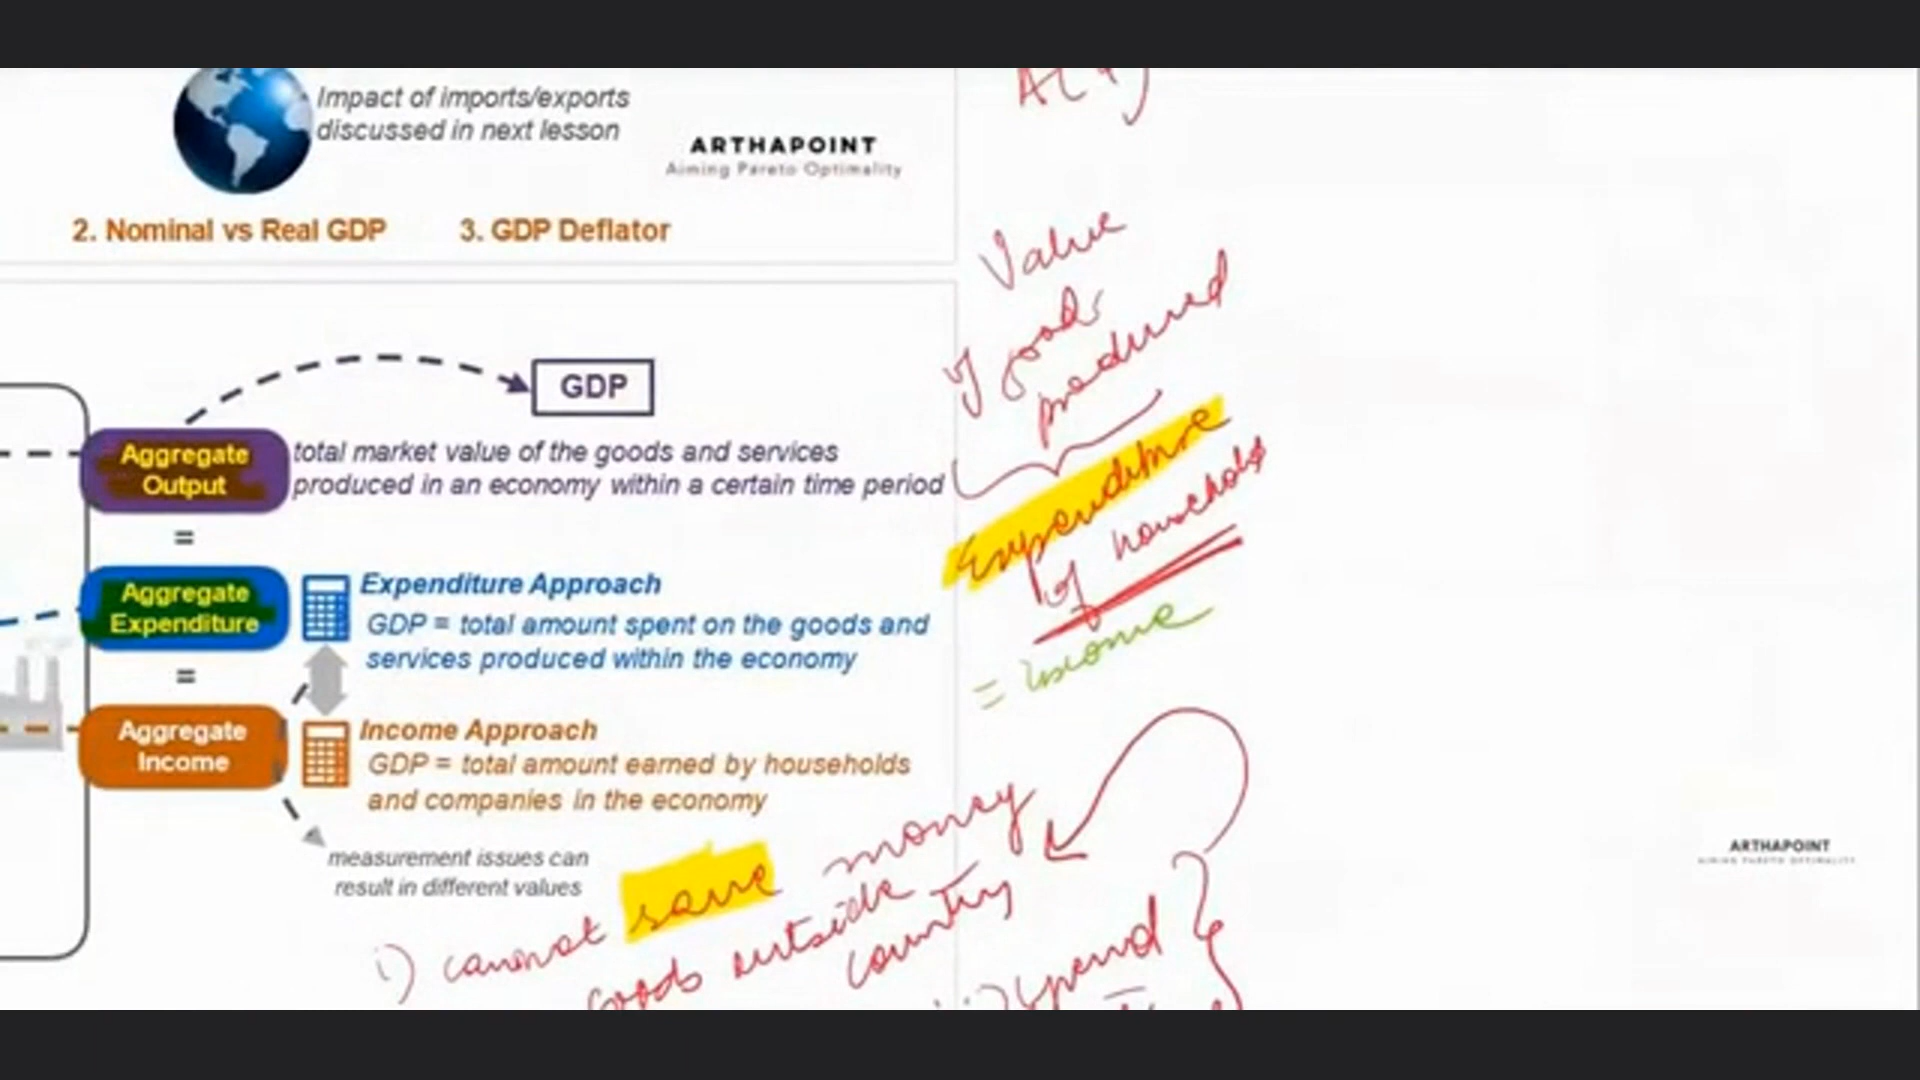 Impact of imports/exports
discussed in next lesson
ARTHAPOINT
Aiming Pareto Optimality
2. Nominal vs Real GDP
3. GDP Deflator
GDP
Aggregate
Output
total market value of the goods and services
produced in an economy within a certain time period
=
Aggregate
Expenditure
Expenditure Approach
GDP = total amount spent on the goods and
services produced within the economy
=
Aggregate
Income
Income Approach
GDP = total amount earned by households
and companies in the economy
measurement issues can
result in different values
Value
of goods
produced
Expenditure
of households
= income
i) cannot save money
goods outside
country
spend
ARTHAPOINT
AIMING PARETO OPTIMALITY